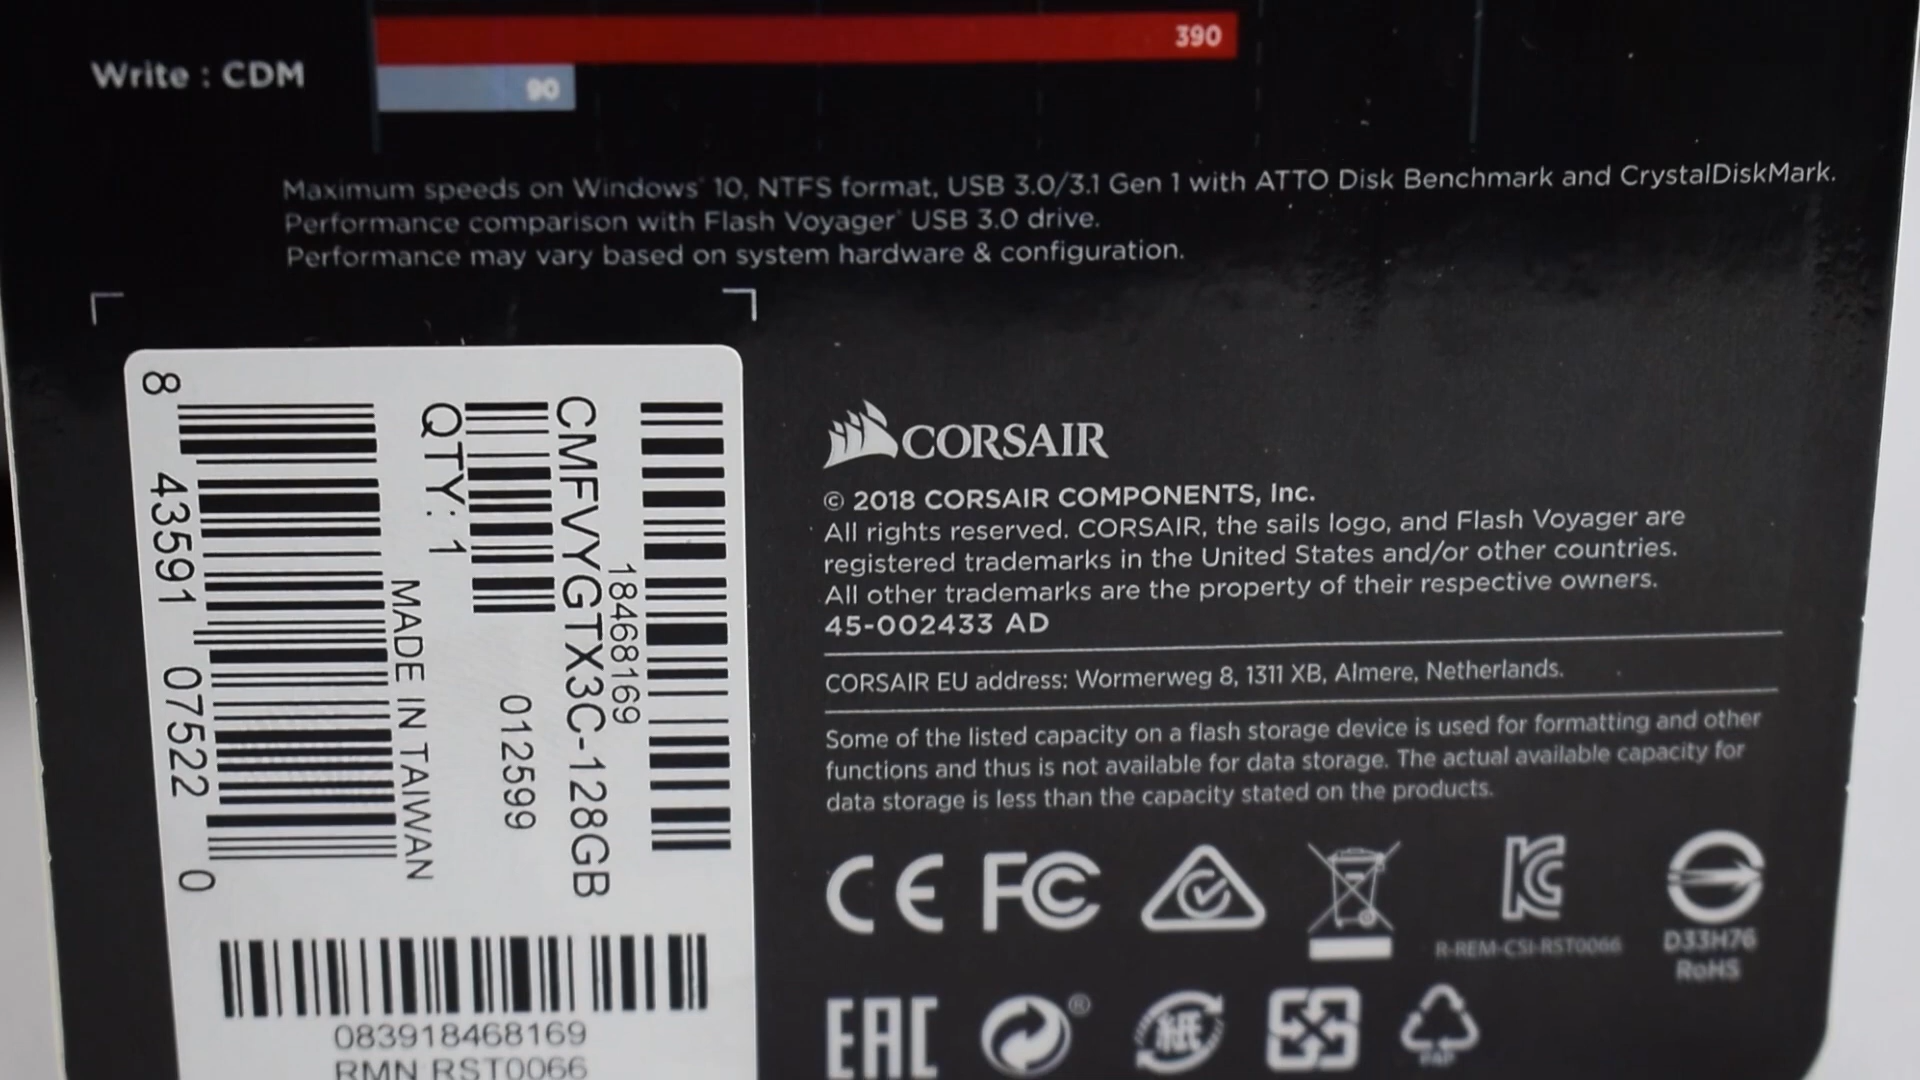 390
Write : CDM
90
Maximum speeds on Windows® 10, NTFS format, USB 3.0/3.1 Gen 1 with ATTO Disk Benchmark and CrystalDiskMark.
Performance comparison with Flash Voyager® USB 3.0 drive.
Performance may vary based on system hardware & configuration.
8 43591 07522 0
MADE IN TAIWAN
QTY: 1
012599
CMFVYGTX3C-128GB
18468169
083918468169
RMN RST0066
CORSAIR
© 2018 CORSAIR COMPONENTS, Inc.
All rights reserved. CORSAIR, the sails logo, and Flash Voyager are
registered trademarks in the United States and/or other countries.
All other trademarks are the property of their respective owners.
45-002433 AD
CORSAIR EU address: Wormerweg 8, 1311 XB, Almere, Netherlands.
Some of the listed capacity on a flash storage device is used for formatting and other
functions and thus is not available for data storage. The actual available capacity for
data storage is less than the capacity stated on the products.
CE FC
R-REM-CSI-RST0066
D33H76
RoHS
EAC ® 紙
PAP